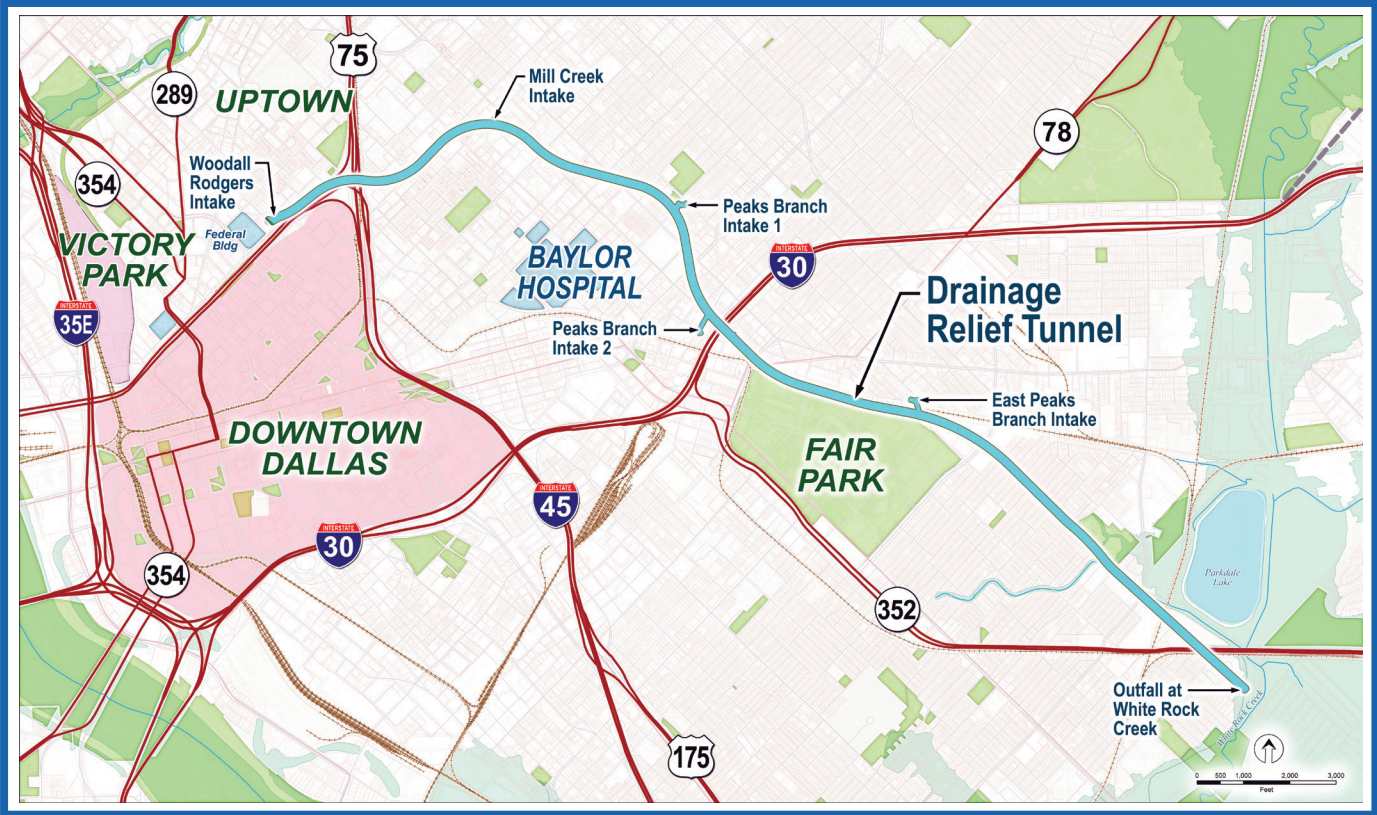 75
Mill Creek
Intake
289
UPTOWN
78
Woodall
Rodgers
Intake
354
Peaks Branch
Intake 1
Federal
Bldg
VICTORY
PARK
BAYLOR
HOSPITAL
INTERSTATE
30
Drainage
Relief Tunnel
INTERSTATE
35E
Peaks Branch
Intake 2
East Peaks
Branch Intake
DOWNTOWN
DALLAS
FAIR
PARK
INTERSTATE
45
INTERSTATE
30
354
Parkdale
Lake
352
Outfall at
White Rock
Creek
White Rock Creek
175
0 500 1,000 2,000 3,000
Feet